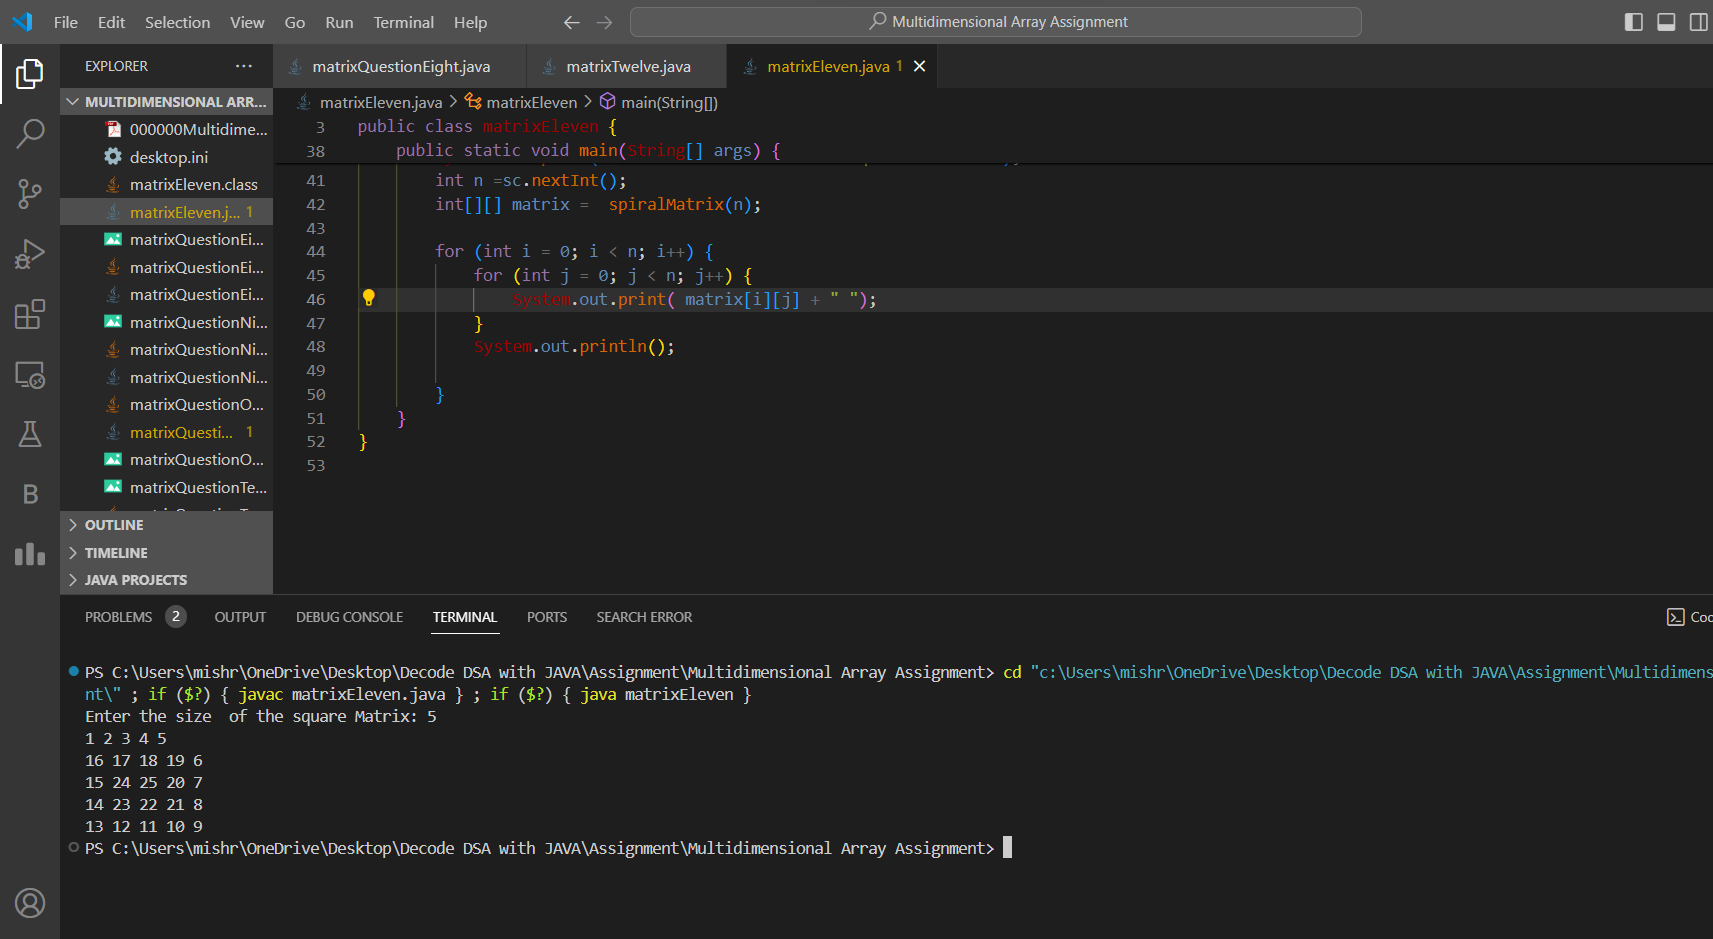 File Edit Selection View Go Run Terminal Help
Multidimensional Array Assignment
EXPLORER
MULTIDIMENSIONAL ARR...
000000Multidime...
desktop.ini
matrixEleven.class
matrixEleven.j... 1
matrixQuestionEi...
matrixQuestionEi...
matrixQuestionEi...
matrixQuestionNi...
matrixQuestionNi...
matrixQuestionNi...
matrixQuestionO...
matrixQuesti... 1
matrixQuestionO...
matrixQuestionTe...
OUTLINE
TIMELINE
JAVA PROJECTS
B
matrixQuestionEight.java matrixTwelve.java matrixEleven.java 1
matrixEleven.java > matrixEleven > main(String[])
3 public class matrixEleven {
38 public static void main(String[] args) {
41 int n =sc.nextInt();
42 int[][] matrix =  spiralMatrix(n);
43
44 for (int i = 0; i < n; i++) {
45 for (int j = 0; j < n; j++) {
46 System.out.print( matrix[i][j] + " ");
47 }
48 System.out.println();
49
50 }
51 }
52 }
53
PROBLEMS 2 OUTPUT DEBUG CONSOLE TERMINAL PORTS SEARCH ERROR
PS C:\Users\mishr\OneDrive\Desktop\Decode DSA with JAVA\Assignment\Multidimensional Array Assignment> cd "c:\Users\mishr\OneDrive\Desktop\Decode DSA with JAVA\Assignment\Multidimens
nt\" ; if ($?) { javac matrixEleven.java } ; if ($?) { java matrixEleven }
Enter the size  of the square Matrix: 5
1 2 3 4 5
16 17 18 19 6
15 24 25 20 7
14 23 22 21 8
13 12 11 10 9
PS C:\Users\mishr\OneDrive\Desktop\Decode DSA with JAVA\Assignment\Multidimensional Array Assignment>